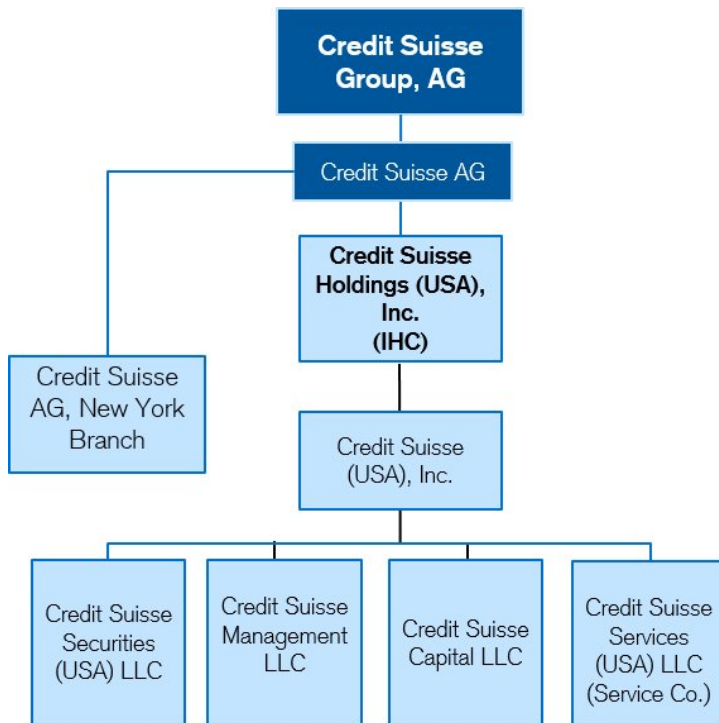 Credit Suisse
Group, AG
Credit Suisse AG
Credit Suisse
Holdings (USA),
Inc.
(IHC)
Credit Suisse
AG, New York
Branch
Credit Suisse
(USA), Inc.
Credit Suisse
Securities
(USA) LLC
Credit Suisse
Management
LLC
Credit Suisse
Capital LLC
Credit Suisse
Services
(USA) LLC
(Service Co.)